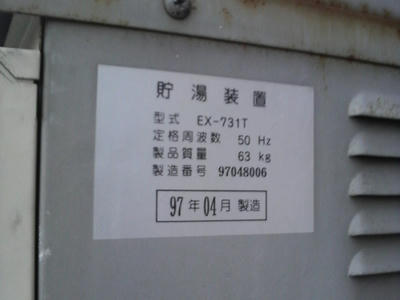 貯湯装置
型式 EX-731T
定格周波数 50 Hz
製品質量 63 kg
製造番号 97048006
97年04月 製造